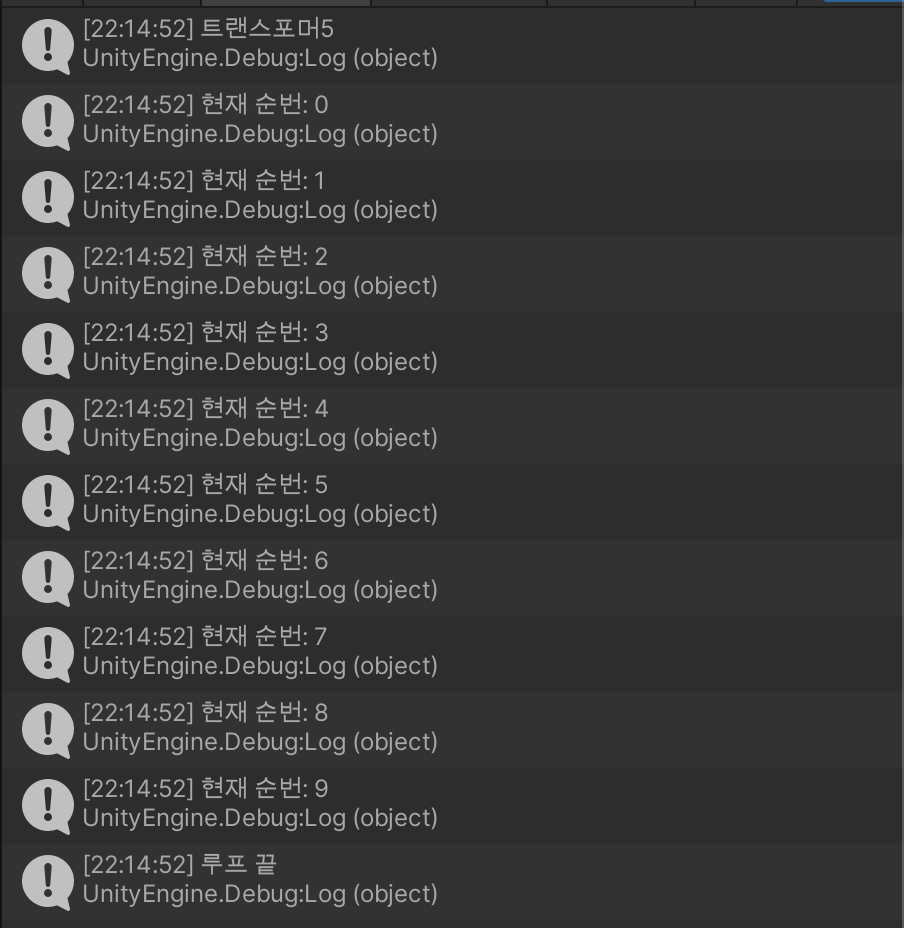 [22:14:52] 트랜스포머5
UnityEngine.Debug:Log (object)
[22:14:52] 현재 순번: 0
UnityEngine.Debug:Log (object)
[22:14:52] 현재 순번: 1
UnityEngine.Debug:Log (object)
[22:14:52] 현재 순번: 2
UnityEngine.Debug:Log (object)
[22:14:52] 현재 순번: 3
UnityEngine.Debug:Log (object)
[22:14:52] 현재 순번: 4
UnityEngine.Debug:Log (object)
[22:14:52] 현재 순번: 5
UnityEngine.Debug:Log (object)
[22:14:52] 현재 순번: 6
UnityEngine.Debug:Log (object)
[22:14:52] 현재 순번: 7
UnityEngine.Debug:Log (object)
[22:14:52] 현재 순번: 8
UnityEngine.Debug:Log (object)
[22:14:52] 현재 순번: 9
UnityEngine.Debug:Log (object)
[22:14:52] 루프 끝
UnityEngine.Debug:Log (object)